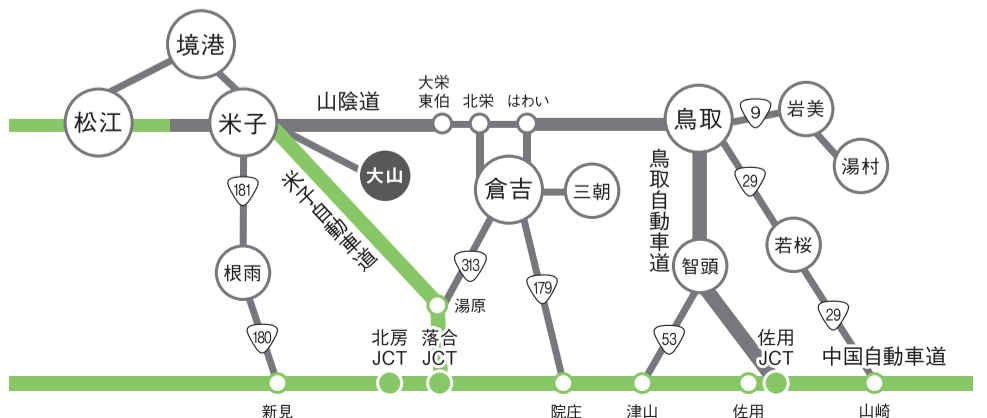 境港
松江
米子
山陰道
大栄
東伯
北栄
はわい
鳥取
9
岩美
湯村
大山
倉吉
三朝
29
181
米子自動車道
鳥取自動車道
若桜
根雨
313
179
智頭
湯原
29
180
53
北房
JCT
落合
JCT
佐用
JCT
中国自動車道
新見
院庄
津山
佐用
山崎